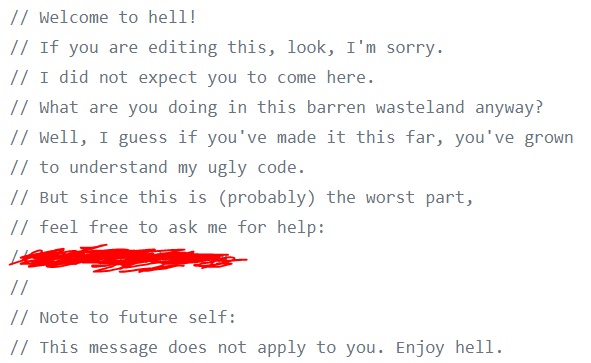 // Welcome to hell!
// If you are editing this, look, I'm sorry.
// I did not expect you to come here.
// What are you doing in this barren wasteland anyway?
// Well, I guess if you've made it this far, you've grown
// to understand my ugly code.
// But since this is (probably) the worst part,
// feel free to ask me for help:
//
//
// Note to future self:
// This message does not apply to you. Enjoy hell.